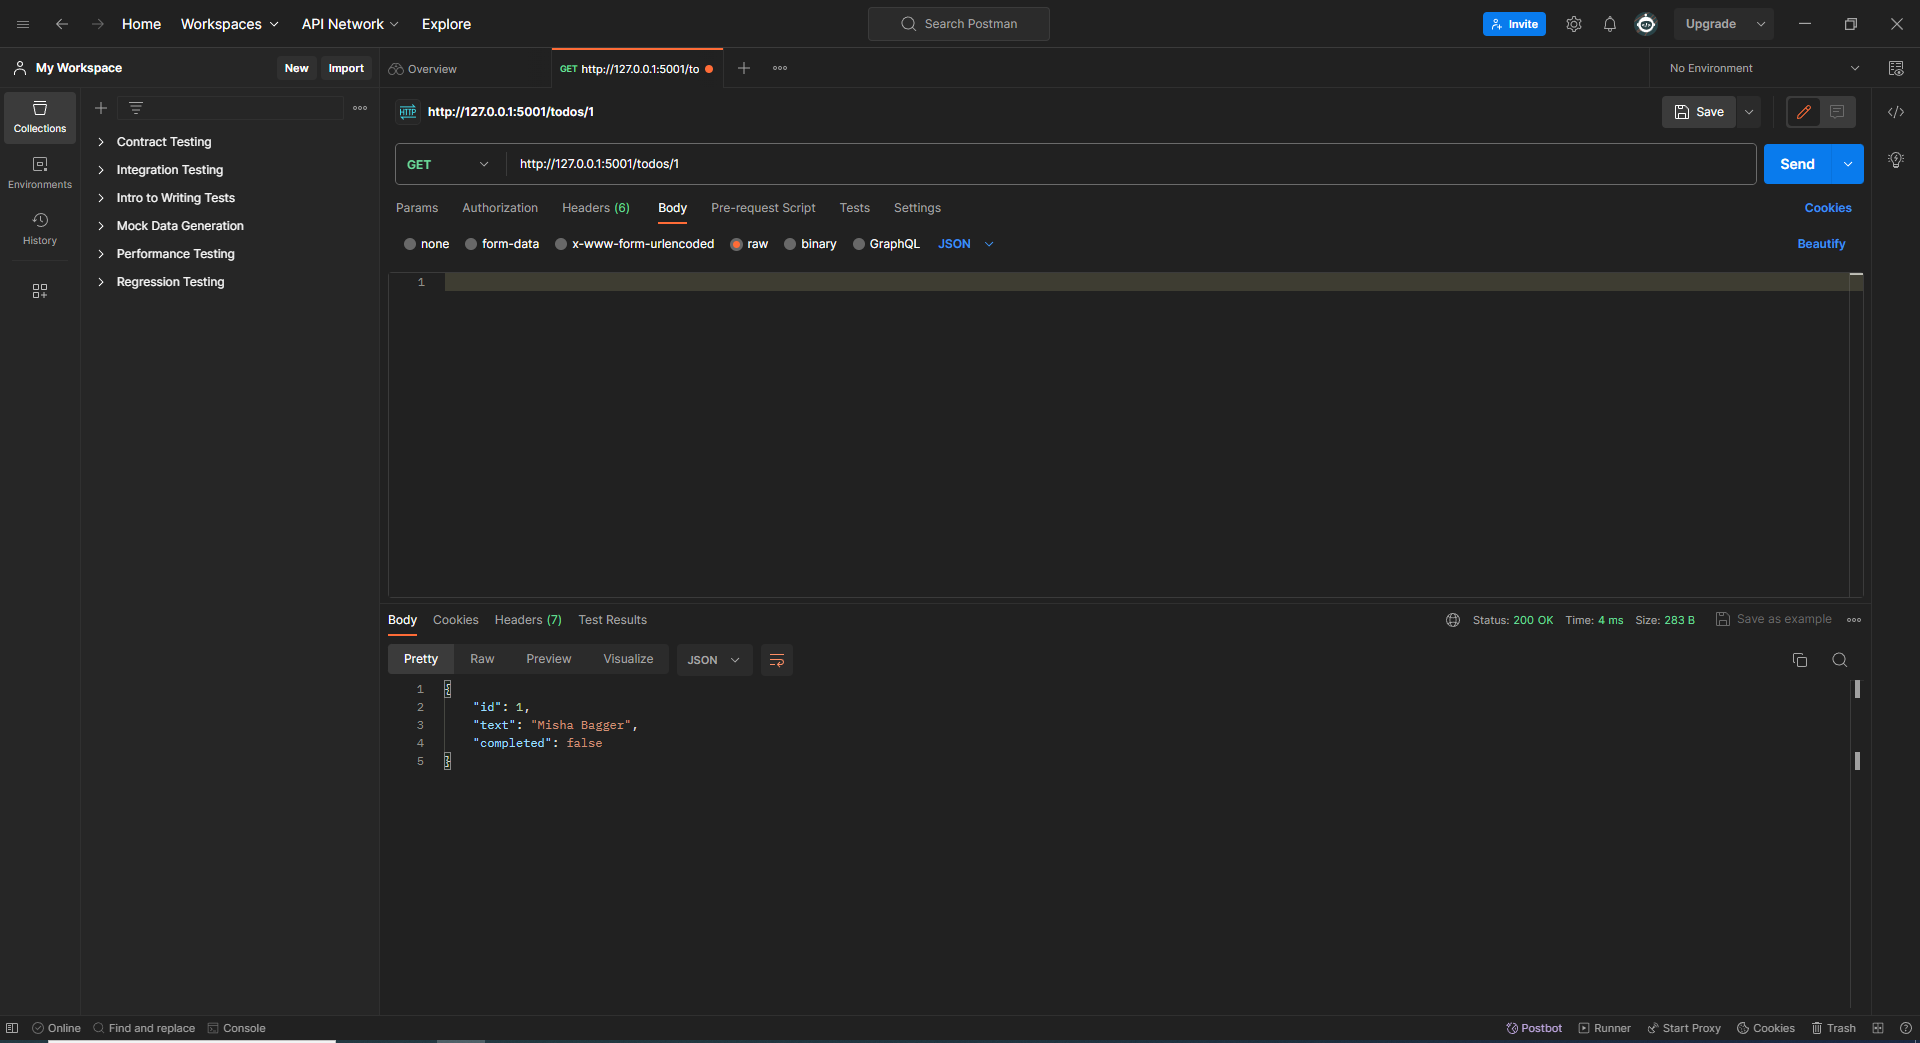 Home Workspaces API Network Explore Search Postman Invite Upgrade
My Workspace New Import Overview GET http://127.0.0.1:5001/to No Environment
HTTP http://127.0.0.1:5001/todos/1 Save
Collections
Environments
History
Contract Testing
Integration Testing
Intro to Writing Tests
Mock Data Generation
Performance Testing
Regression Testing
GET http://127.0.0.1:5001/todos/1 Send
Params Authorization Headers (6) Body Pre-request Script Tests Settings Cookies
none form-data x-www-form-urlencoded raw binary GraphQL JSON Beautify
1
Body Cookies Headers (7) Test Results Status: 200 OK Time: 4 ms Size: 283 B Save as example
Pretty Raw Preview Visualize JSON
1 {
2 "id": 1,
3 "text": "Misha Bagger",
4 "completed": false
5 }
Online Find and replace Console Postbot Runner Start Proxy Cookies Trash